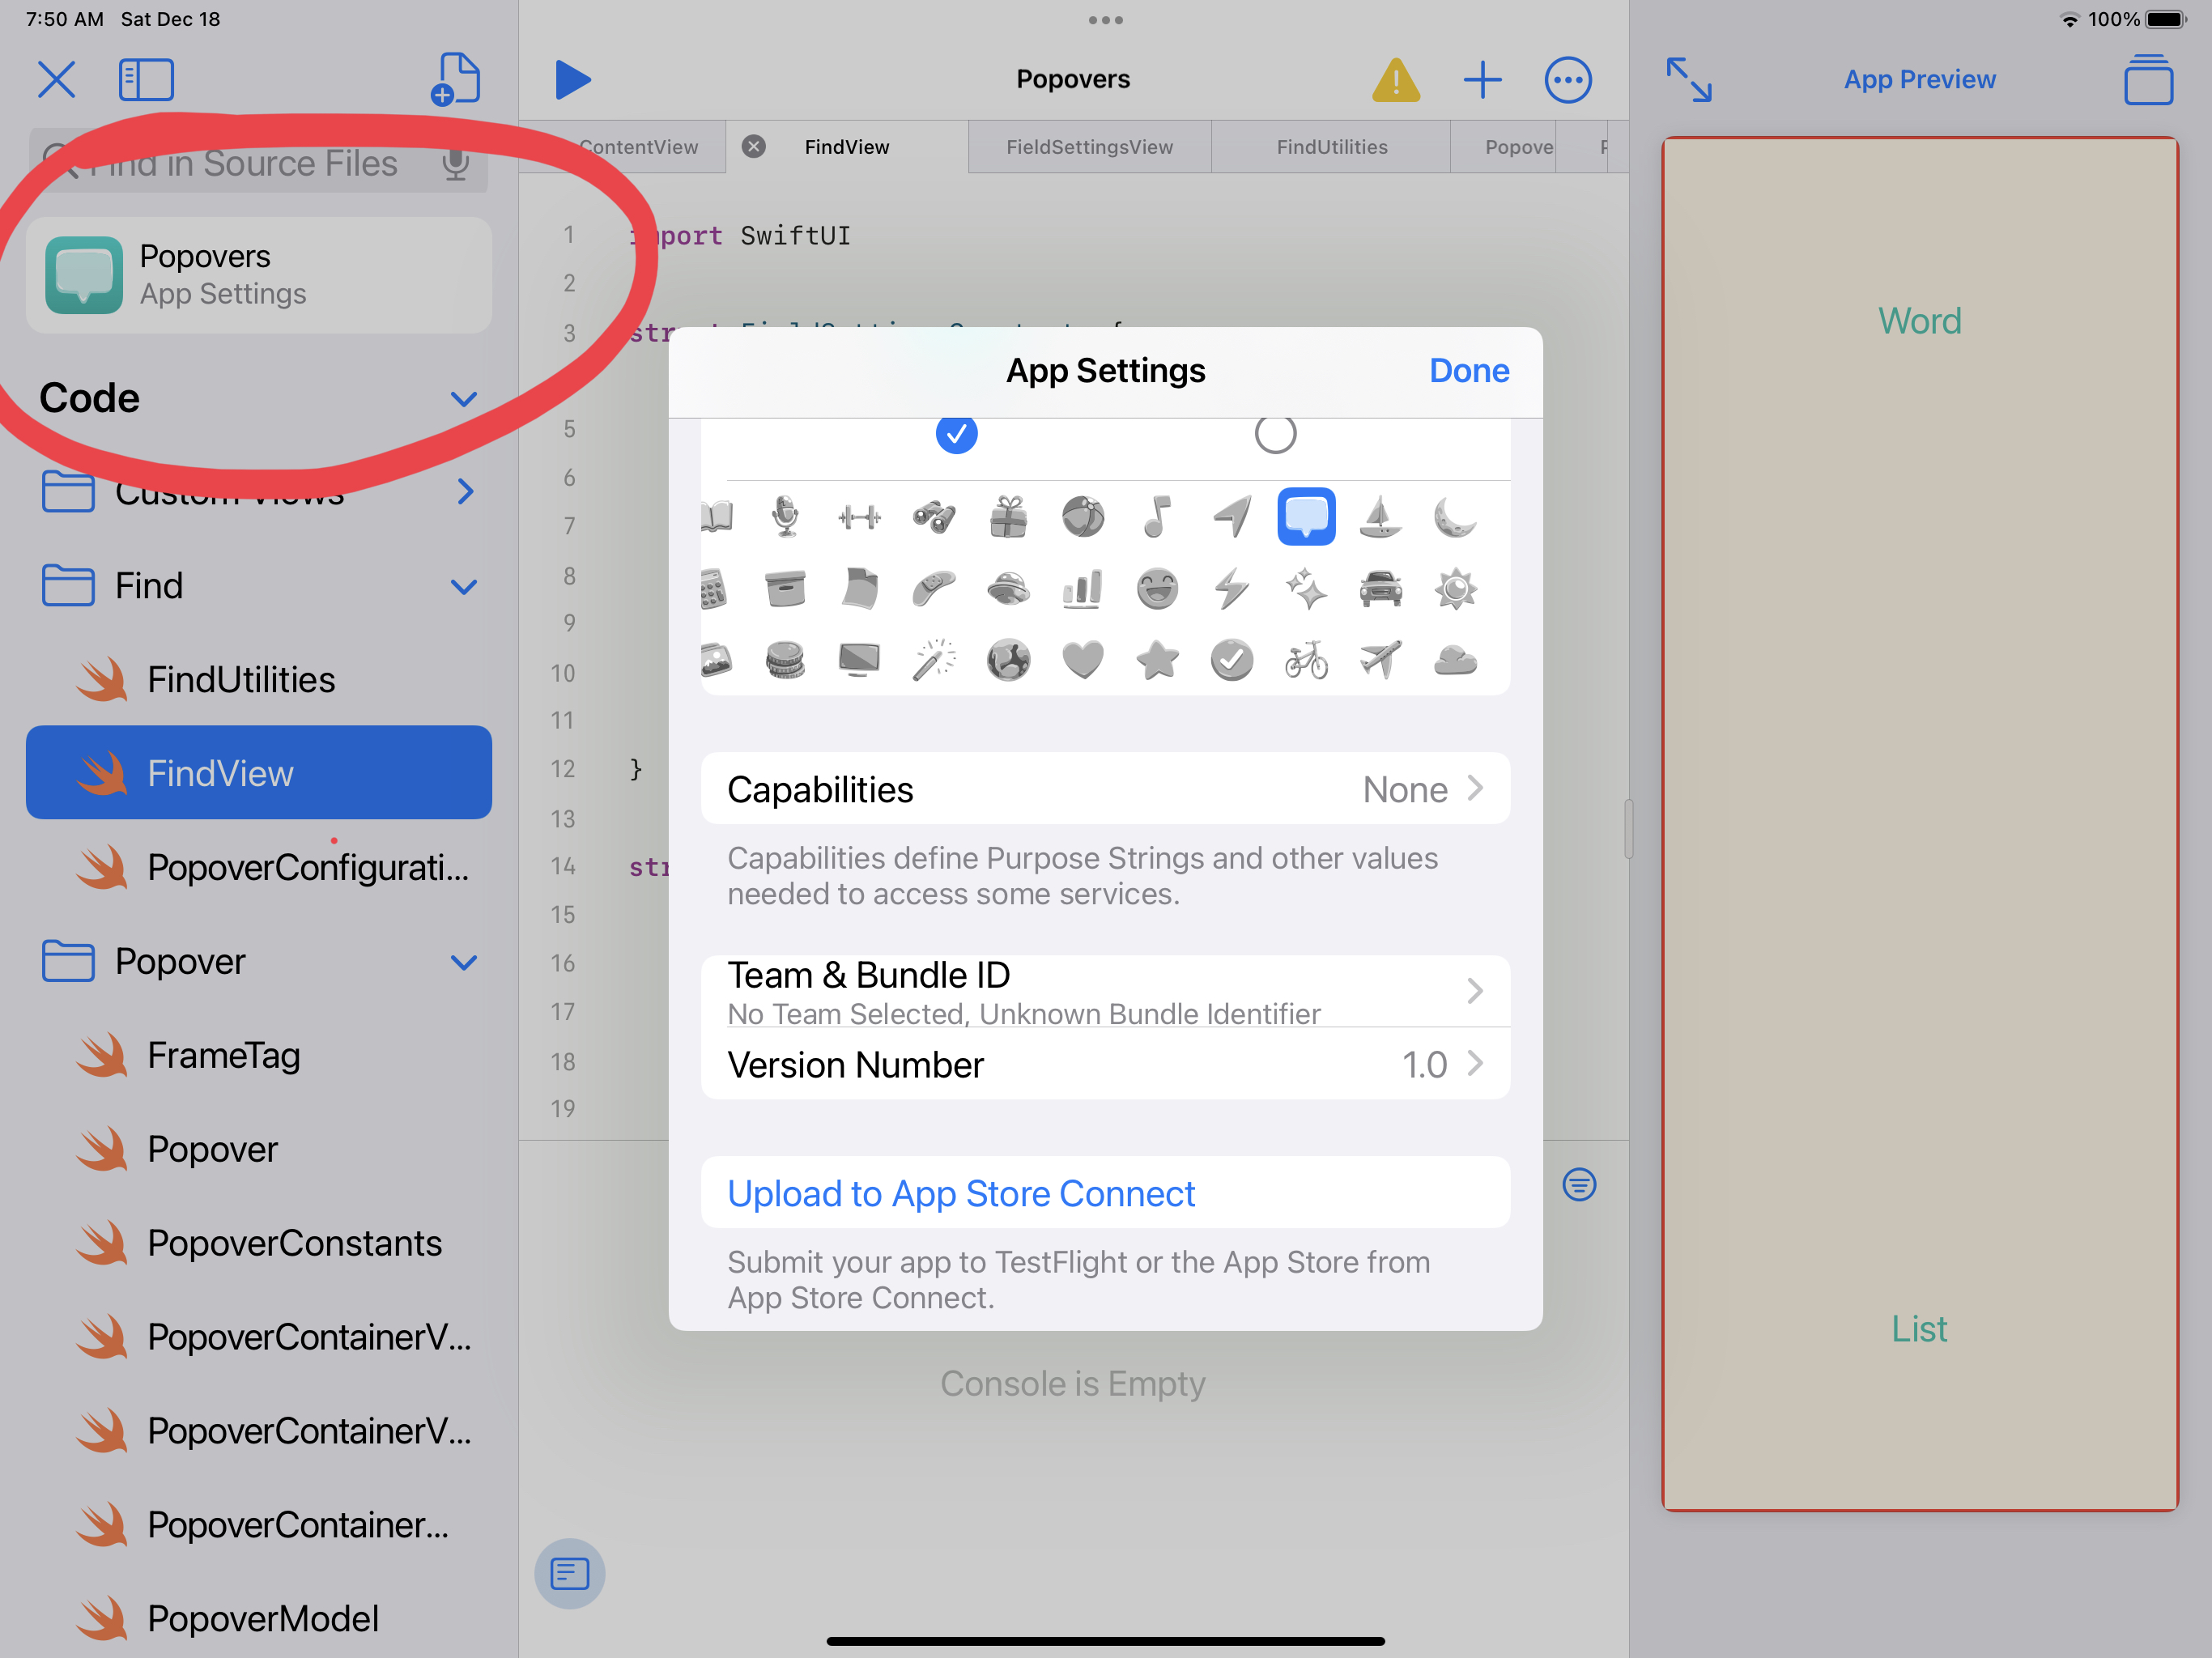 7:50 AM Sat Dec 18
100%
Popovers
App Preview
Find in Source Files
ContentView
FindView
FieldSettingsView
FindUtilities
Popove
Popovers
App Settings
Code
Custom Views
Find
FindUtilities
FindView
PopoverConfigurati...
Popover
FrameTag
Popover
PopoverConstants
PopoverContainerV...
PopoverContainerV...
PopoverContainer...
PopoverModel
1 import SwiftUI
2
3 str
5
6
7
8
9
10
11
12 }
13
14 str
15
16
17
18
19
App Settings
Done
Capabilities
None
Capabilities define Purpose Strings and other values
needed to access some services.
Team & Bundle ID
No Team Selected, Unknown Bundle Identifier
Version Number
1.0
Upload to App Store Connect
Submit your app to TestFlight or the App Store from
App Store Connect.
Console is Empty
Word
List